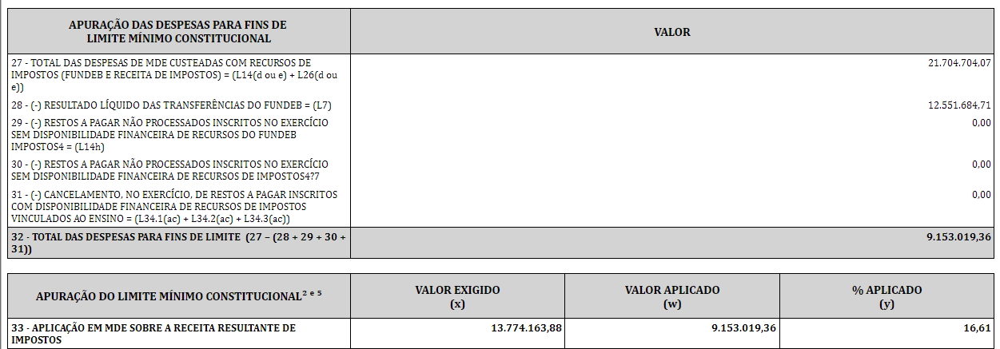 APURAÇÃO DAS DESPESAS PARA FINS DE
LIMITE MÍNIMO CONSTITUCIONAL
VALOR
27 - TOTAL DAS DESPESAS DE MDE CUSTEADAS COM RECURSOS DE
IMPOSTOS (FUNDEB E RECEITA DE IMPOSTOS) = (L14(d ou e) + L26(d ou
e))
21.704.704,07
28 - (-) RESULTADO LÍQUIDO DAS TRANSFERÊNCIAS DO FUNDEB = (L7)
12.551.684,71
29 - (-) RESTOS A PAGAR NÃO PROCESSADOS INSCRITOS NO EXERCÍCIO
SEM DISPONIBILIDADE FINANCEIRA DE RECURSOS DO FUNDEB
IMPOSTOS4 = (L14h)
0,00
30 - (-) RESTOS A PAGAR NÃO PROCESSADOS INSCRITOS NO EXERCÍCIO
SEM DISPONIBILIDADE FINANCEIRA DE RECURSOS DE IMPOSTOS4?7
0,00
31 - (-) CANCELAMENTO, NO EXERCÍCIO, DE RESTOS A PAGAR INSCRITOS
COM DISPONIBILIDADE FINANCEIRA DE RECURSOS DE IMPOSTOS
VINCULADOS AO ENSINO = (L34.1(ac) + L34.2(ac) + L34.3(ac))
0,00
32 - TOTAL DAS DESPESAS PARA FINS DE LIMITE (27 – (28 + 29 + 30 +
31))
9.153.019,36
APURAÇÃO DO LIMITE MÍNIMO CONSTITUCIONAL² ᵉ ⁵
VALOR EXIGIDO
(x)
VALOR APLICADO
(w)
% APLICADO
(y)
33 - APLICAÇÃO EM MDE SOBRE A RECEITA RESULTANTE DE
IMPOSTOS
13.774.163,88
9.153.019,36
16,61